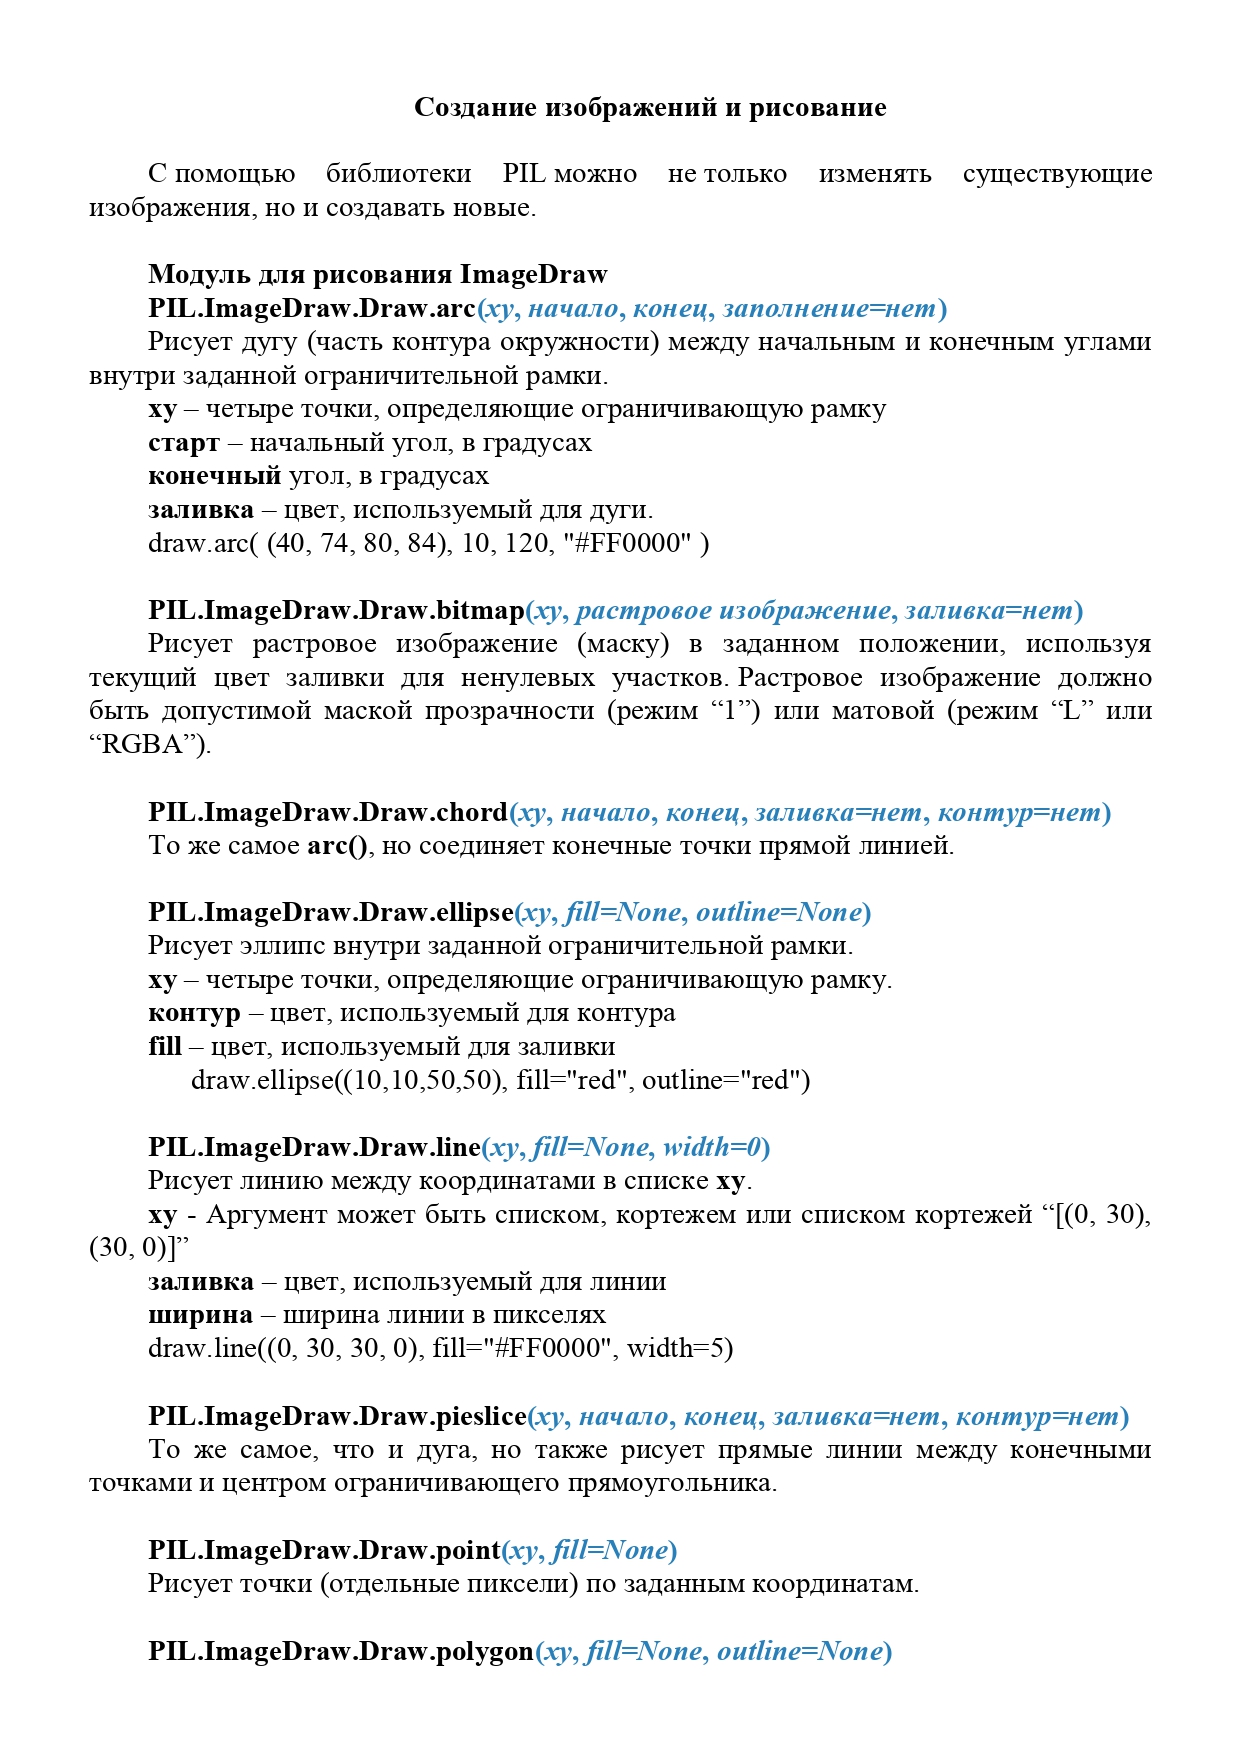 Создание изображений и рисование
С помощью библиотеки PIL можно не только изменять существующие
изображения, но и создавать новые.
Модуль для рисования ImageDraw
PIL.ImageDraw.Draw.arc(xy, начало, конец, заполнение=нет)
Рисует дугу (часть контура окружности) между начальным и конечным углами
внутри заданной ограничительной рамки.
xy – четыре точки, определяющие ограничивающую рамку
старт – начальный угол, в градусах
конечный угол, в градусах
заливка – цвет, используемый для дуги.
draw.arc( (40, 74, 80, 84), 10, 120, "#FF0000" )
PIL.ImageDraw.Draw.bitmap(xy, растровое изображение, заливка=нет)
Рисует растровое изображение (маску) в заданном положении, используя
текущий цвет заливки для ненулевых участков. Растровое изображение должно
быть допустимой маской прозрачности (режим “1”) или матовой (режим “L” или
“RGBA”).
PIL.ImageDraw.Draw.chord(xy, начало, конец, заливка=нет, контур=нет)
То же самое arc(), но соединяет конечные точки прямой линией.
PIL.ImageDraw.Draw.ellipse(xy, fill=None, outline=None)
Рисует эллипс внутри заданной ограничительной рамки.
xy – четыре точки, определяющие ограничивающую рамку.
контур – цвет, используемый для контура
fill – цвет, используемый для заливки
draw.ellipse((10,10,50,50), fill="red", outline="red")
PIL.ImageDraw.Draw.line(xy, fill=None, width=0)
Рисует линию между координатами в списке xy.
xy - Аргумент может быть списком, кортежем или списком кортежей “[(0, 30),
(30, 0)]”
заливка – цвет, используемый для линии
ширина – ширина линии в пикселях
draw.line((0, 30, 30, 0), fill="#FF0000", width=5)
PIL.ImageDraw.Draw.pieslice(xy, начало, конец, заливка=нет, контур=нет)
То же самое, что и дуга, но также рисует прямые линии между конечными
точками и центром ограничивающего прямоугольника.
PIL.ImageDraw.Draw.point(xy, fill=None)
Рисует точки (отдельные пиксели) по заданным координатам.
PIL.ImageDraw.Draw.polygon(xy, fill=None, outline=None)